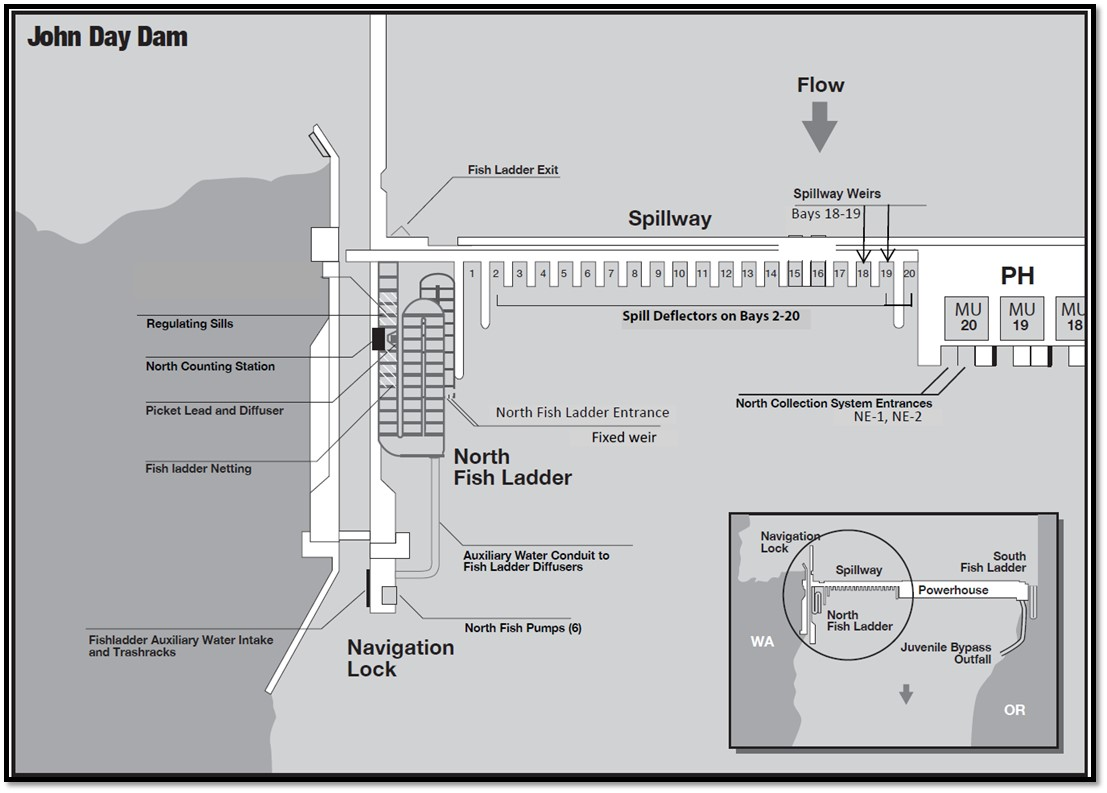 John Day Dam
Flow
Fish Ladder Exit
Spillway Weirs
Bays 18-19
Spillway
1 2 3 4 5 6 7 8 9 10 11 12 13 14 15 16 17 18 19 20
PH
MU
20
MU
19
MU
18
Spill Deflectors on Bays 2-20
Regulating Sills
North Counting Station
Picket Lead and Diffuser
Fish ladder Netting
North Collection System Entrances
NE-1, NE-2
North Fish Ladder Entrance
Fixed weir
North
Fish Ladder
Auxiliary Water Conduit to
Fish Ladder Diffusers
North Fish Pumps (6)
Fishladder Auxiliary Water Intake
and Trashracks
Navigation
Lock
Navigation
Lock
Spillway
South
Fish Ladder
Powerhouse
North
Fish Ladder
WA
Juvenile Bypass
Outfall
OR